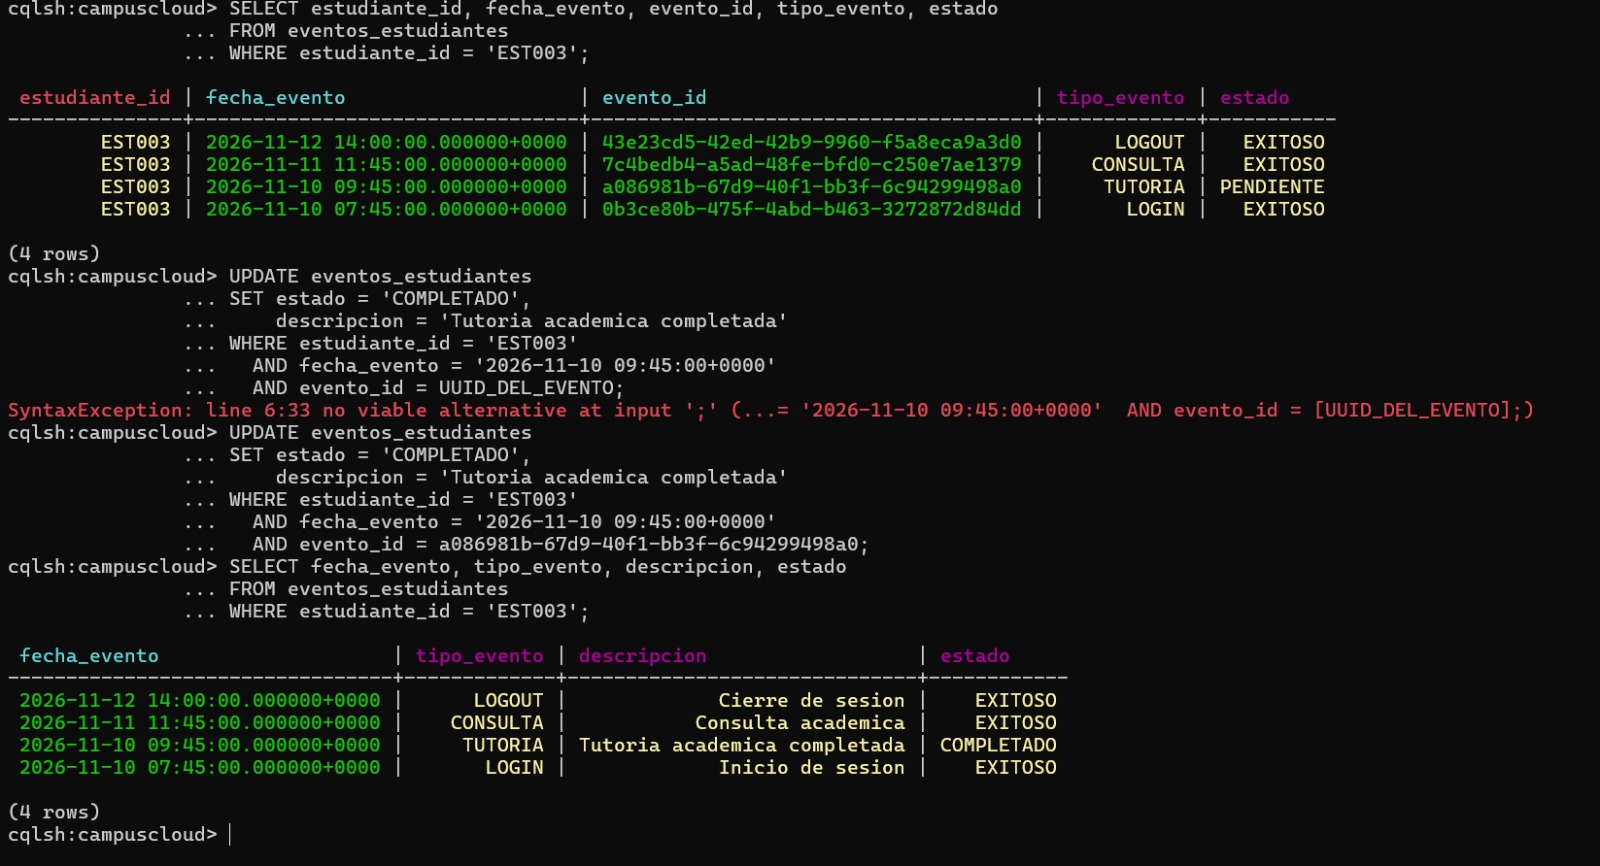 cqlsh:campuscloud> SELECT estudiante_id, fecha_evento, evento_id, tipo_evento, estado
... FROM eventos_estudiantes
... WHERE estudiante_id = 'EST003';
estudiante_id | fecha_evento | evento_id | tipo_evento | estado
---------------+---------------------------------+--------------------------------------+-------------+-----------
EST003 | 2026-11-12 14:00:00.000000+0000 | 43e23cd5-42ed-42b9-9960-f5a8eca9a3d0 | LOGOUT | EXITOSO
EST003 | 2026-11-11 11:45:00.000000+0000 | 7c4bedb4-a5ad-48fe-bfd0-c250e7ae1379 | CONSULTA | EXITOSO
EST003 | 2026-11-10 09:45:00.000000+0000 | a086981b-67d9-40f1-bb3f-6c94299498a0 | TUTORIA | PENDIENTE
EST003 | 2026-11-10 07:45:00.000000+0000 | 0b3ce80b-475f-4abd-b463-3272872d84dd | LOGIN | EXITOSO
(4 rows)
cqlsh:campuscloud> UPDATE eventos_estudiantes
... SET estado = 'COMPLETADO',
... descripcion = 'Tutoria academica completada'
... WHERE estudiante_id = 'EST003'
... AND fecha_evento = '2026-11-10 09:45:00+0000'
... AND evento_id = UUID_DEL_EVENTO;
SyntaxException: line 6:33 no viable alternative at input ';' (...= '2026-11-10 09:45:00+0000'  AND evento_id = [UUID_DEL_EVENTO];)
cqlsh:campuscloud> UPDATE eventos_estudiantes
... SET estado = 'COMPLETADO',
... descripcion = 'Tutoria academica completada'
... WHERE estudiante_id = 'EST003'
... AND fecha_evento = '2026-11-10 09:45:00+0000'
... AND evento_id = a086981b-67d9-40f1-bb3f-6c94299498a0;
cqlsh:campuscloud> SELECT fecha_evento, tipo_evento, descripcion, estado
... FROM eventos_estudiantes
... WHERE estudiante_id = 'EST003';
fecha_evento | tipo_evento | descripcion | estado
---------------------------------+-------------+------------------------------+------------
2026-11-12 14:00:00.000000+0000 | LOGOUT | Cierre de sesion | EXITOSO
2026-11-11 11:45:00.000000+0000 | CONSULTA | Consulta academica | EXITOSO
2026-11-10 09:45:00.000000+0000 | TUTORIA | Tutoria academica completada | COMPLETADO
2026-11-10 07:45:00.000000+0000 | LOGIN | Inicio de sesion | EXITOSO
(4 rows)
cqlsh:campuscloud>